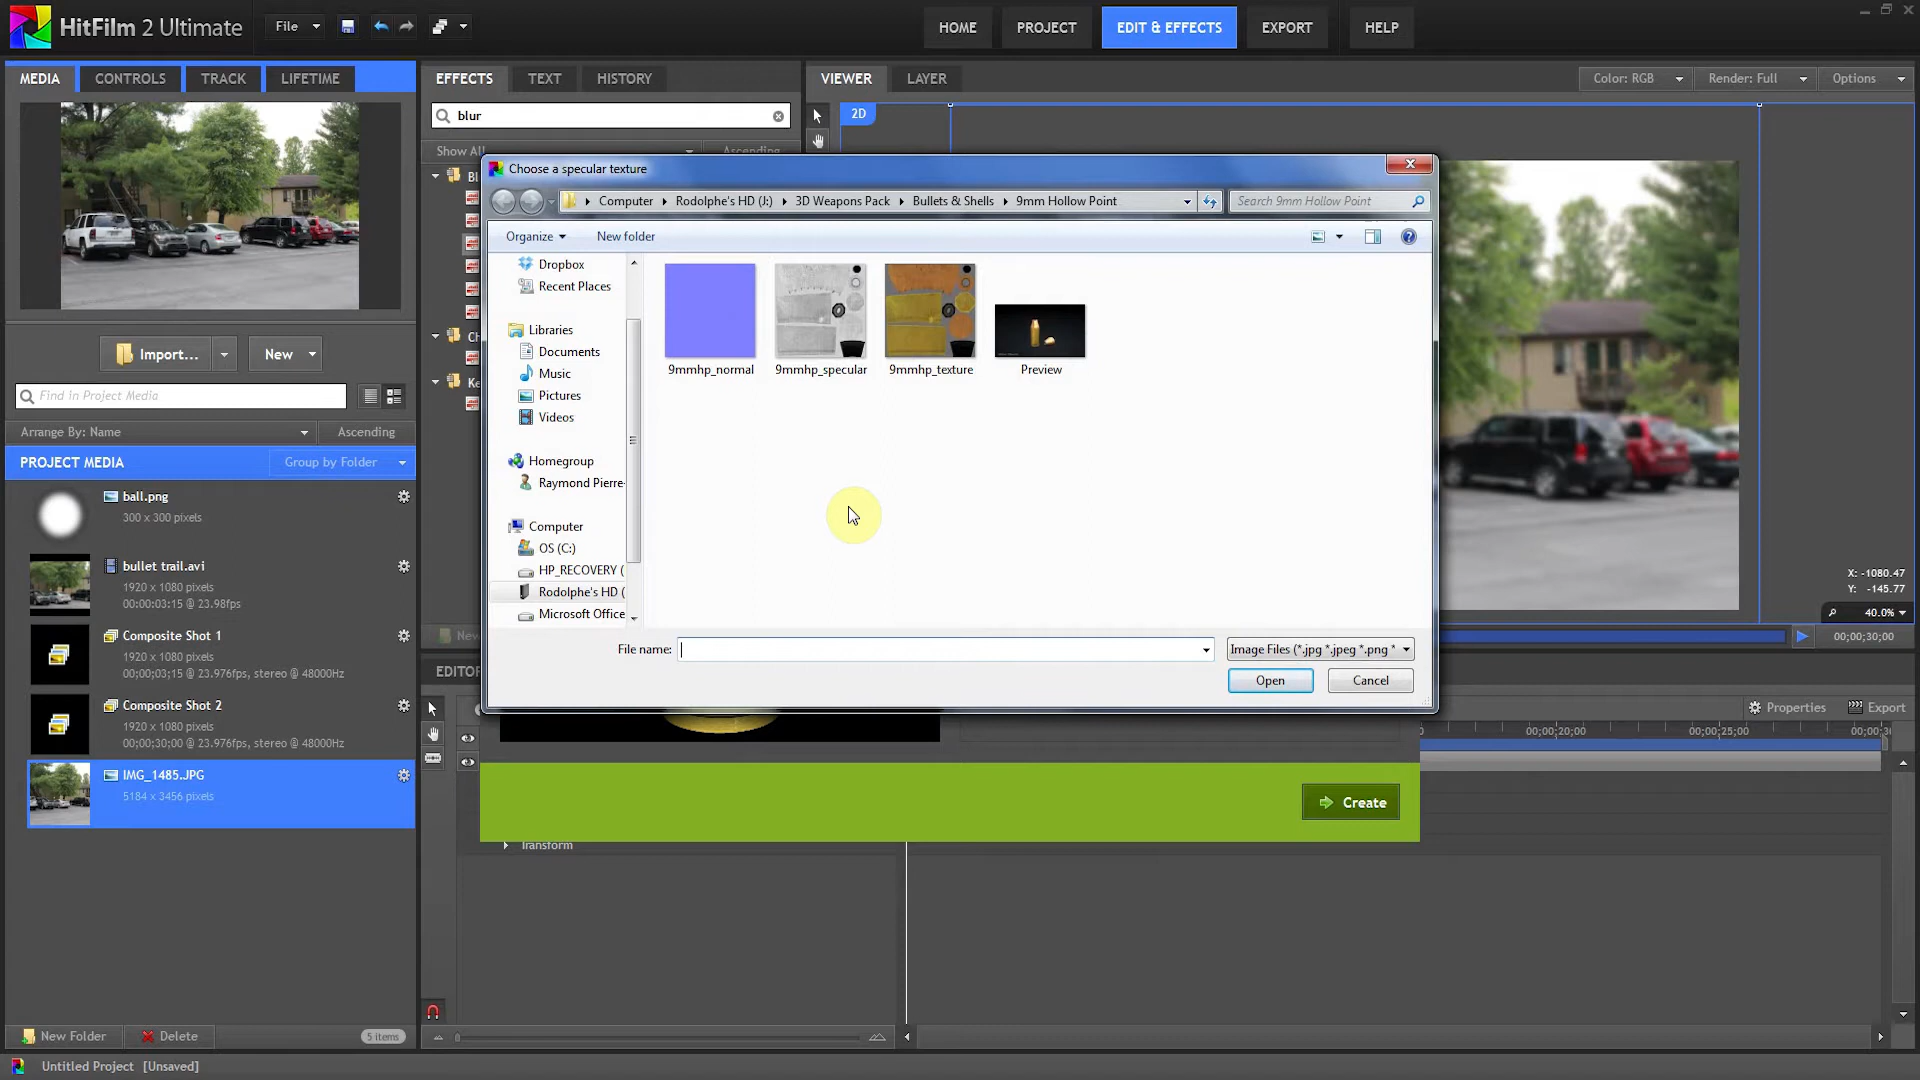 HitFilm 2 Ultimate
File
HOME
PROJECT
EDIT & EFFECTS
EXPORT
HELP
MEDIA
CONTROLS
TRACK
LIFETIME
EFFECTS
TEXT
HISTORY
VIEWER
LAYER
Color: RGB
Render: Full
Options
blur
2D
Show All
Ascending
Choose a specular texture
Computer
Rodolphe's HD (J:)
3D Weapons Pack
Bullets & Shells
9mm Hollow Point
Search 9mm Hollow Point
Organize
New folder
Dropbox
Recent Places
Libraries
Documents
Music
Pictures
Videos
Homegroup
Raymond Pierre-
Computer
OS (C:)
HP_RECOVERY (
Rodolphe's HD (
Microsoft Office
9mmhp_normal
9mmhp_specular
9mmhp_texture
Preview
File name:
Image Files (*.jpg *.jpeg *.png *
Open
Cancel
Import...
New
Find in Project Media
Arrange By: Name
Ascending
PROJECT MEDIA
Group by Folder
ball.png
300 x 300 pixels
bullet trail.avi
1920 x 1080 pixels
00:00:03:15 @ 23.98fps
Composite Shot 1
1920 x 1080 pixels
00;00;03;15 @ 23.976fps, stereo @ 48000Hz
Composite Shot 2
1920 x 1080 pixels
00;00;30;00 @ 23.976fps, stereo @ 48000Hz
IMG_1485.JPG
5184 x 3456 pixels
X: -1080.47
Y: -145.77
40.0%
00;00;30;00
EDITOR
Properties
Export
00;00;20;00
00;00;25;00
Create
Transform
New Folder
Delete
5 items
Untitled Project [Unsaved]